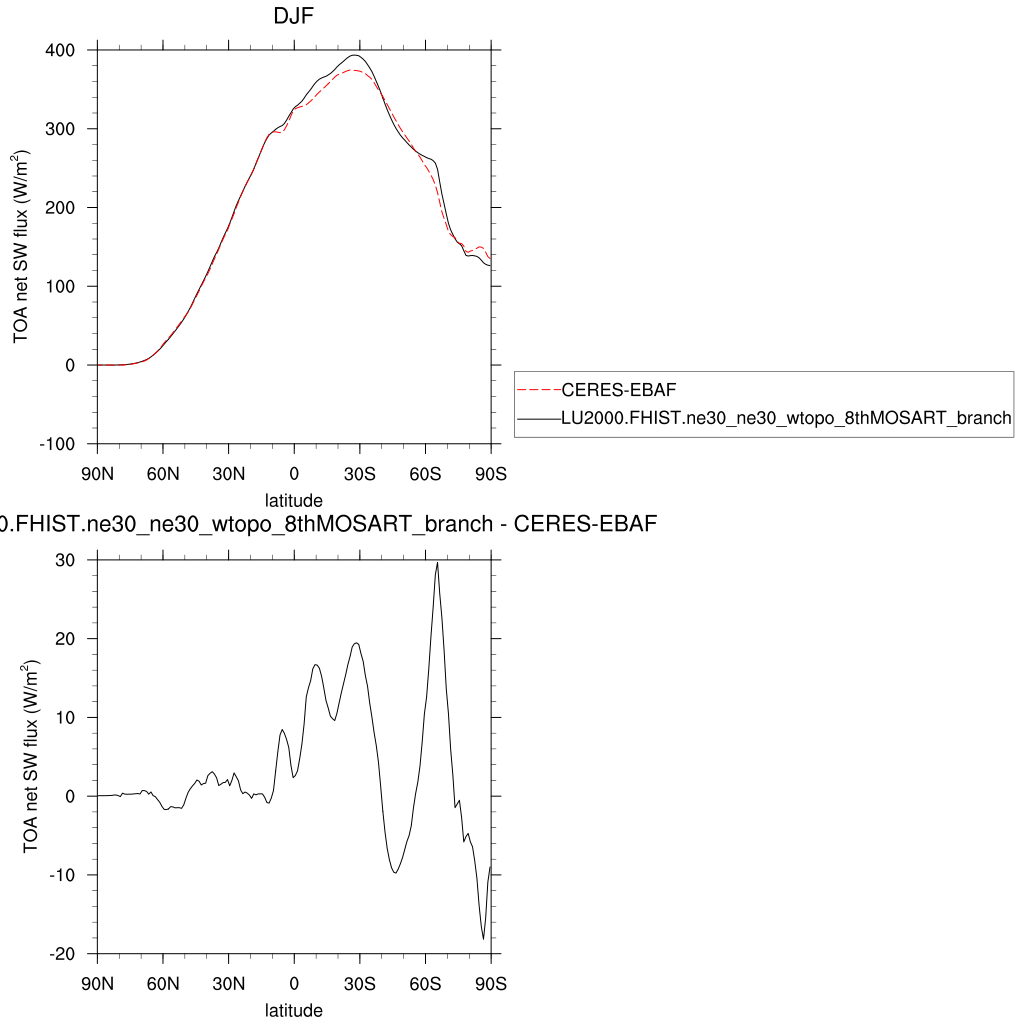 DJF
400
300
200
100
0
-100
TOA net SW flux (W/m²)
90N 60N 30N 0 30S 60S 90S
latitude
CERES-EBAF
LU2000.FHIST.ne30_ne30_wtopo_8thMOSART_branch
0.FHIST.ne30_ne30_wtopo_8thMOSART_branch - CERES-EBAF
30
20
10
0
-10
-20
TOA net SW flux (W/m²)
90N 60N 30N 0 30S 60S 90S
latitude